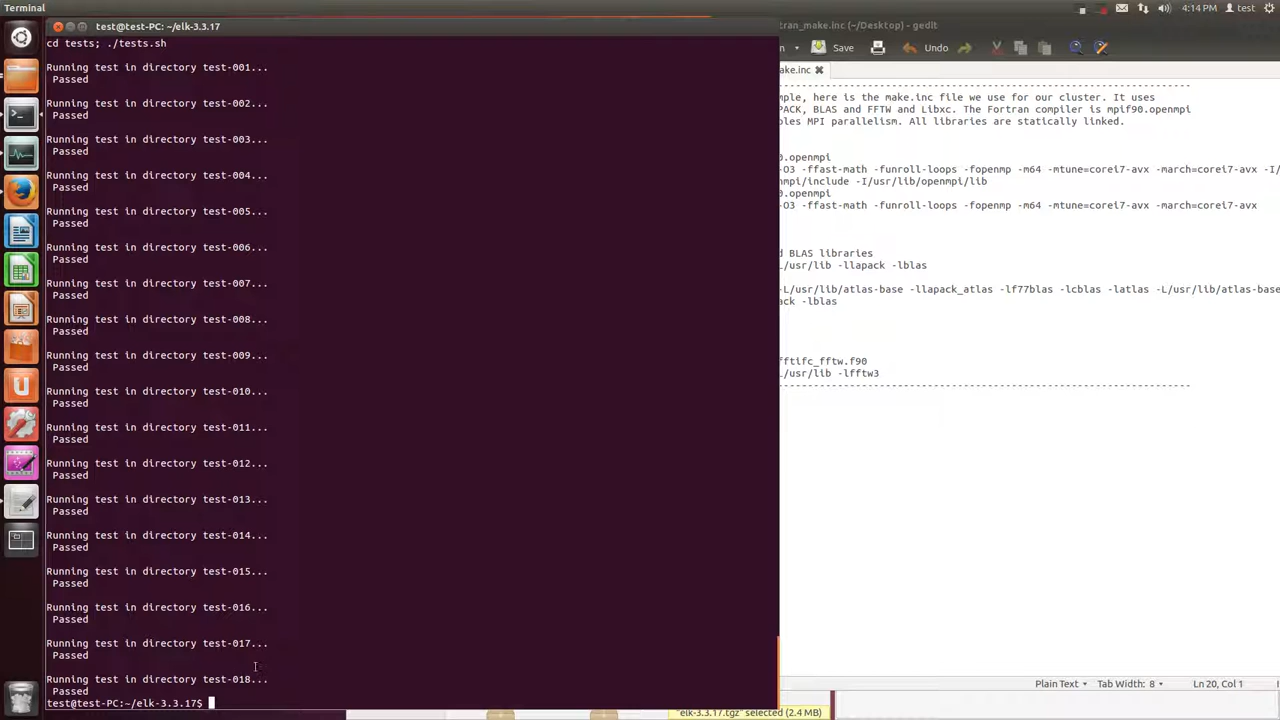 Terminal
4:14 PM
test
test@test-PC: ~/elk-3.3.17
tran_make.inc (~/Desktop) - gedit
Save
Undo
ake.inc
cd tests; ./tests.sh
Running test in directory test-001...
Passed
Running test in directory test-002...
Passed
Running test in directory test-003...
Passed
Running test in directory test-004...
Passed
Running test in directory test-005...
Passed
Running test in directory test-006...
Passed
Running test in directory test-007...
Passed
Running test in directory test-008...
Passed
Running test in directory test-009...
Passed
Running test in directory test-010...
Passed
Running test in directory test-011...
Passed
Running test in directory test-012...
Passed
Running test in directory test-013...
Passed
Running test in directory test-014...
Passed
Running test in directory test-015...
Passed
Running test in directory test-016...
Passed
Running test in directory test-017...
Passed
Running test in directory test-018...
Passed
test@test-PC:~/elk-3.3.17$
--------------------------------------------------------------------
mple, here is the make.inc file we use for our cluster. It uses
PACK, BLAS and FFTW and Libxc. The Fortran compiler is mpif90.openmpi
bles MPI parallelism. All libraries are statically linked.
0.openmpi
-O3 -ffast-math -funroll-loops -fopenmp -m64 -mtune=corei7-avx -march=corei7-avx -I/
nmpi/include -I/usr/lib/openmpi/lib
0.openmpi
-O3 -ffast-math -funroll-loops -fopenmp -m64 -mtune=corei7-avx -march=corei7-avx
d BLAS libraries
L/usr/lib -llapack -lblas
-L/usr/lib/atlas-base -llapack_atlas -lf77blas -lcblas -latlas -L/usr/lib/atlas-base
ack -lblas
fftifc_fftw.f90
L/usr/lib -lfftw3
--------------------------------------------------------------------
Plain Text
Tab Width: 8
Ln 20, Col 1
"elk-3.3.17.tgz" selected (2.4 MB)